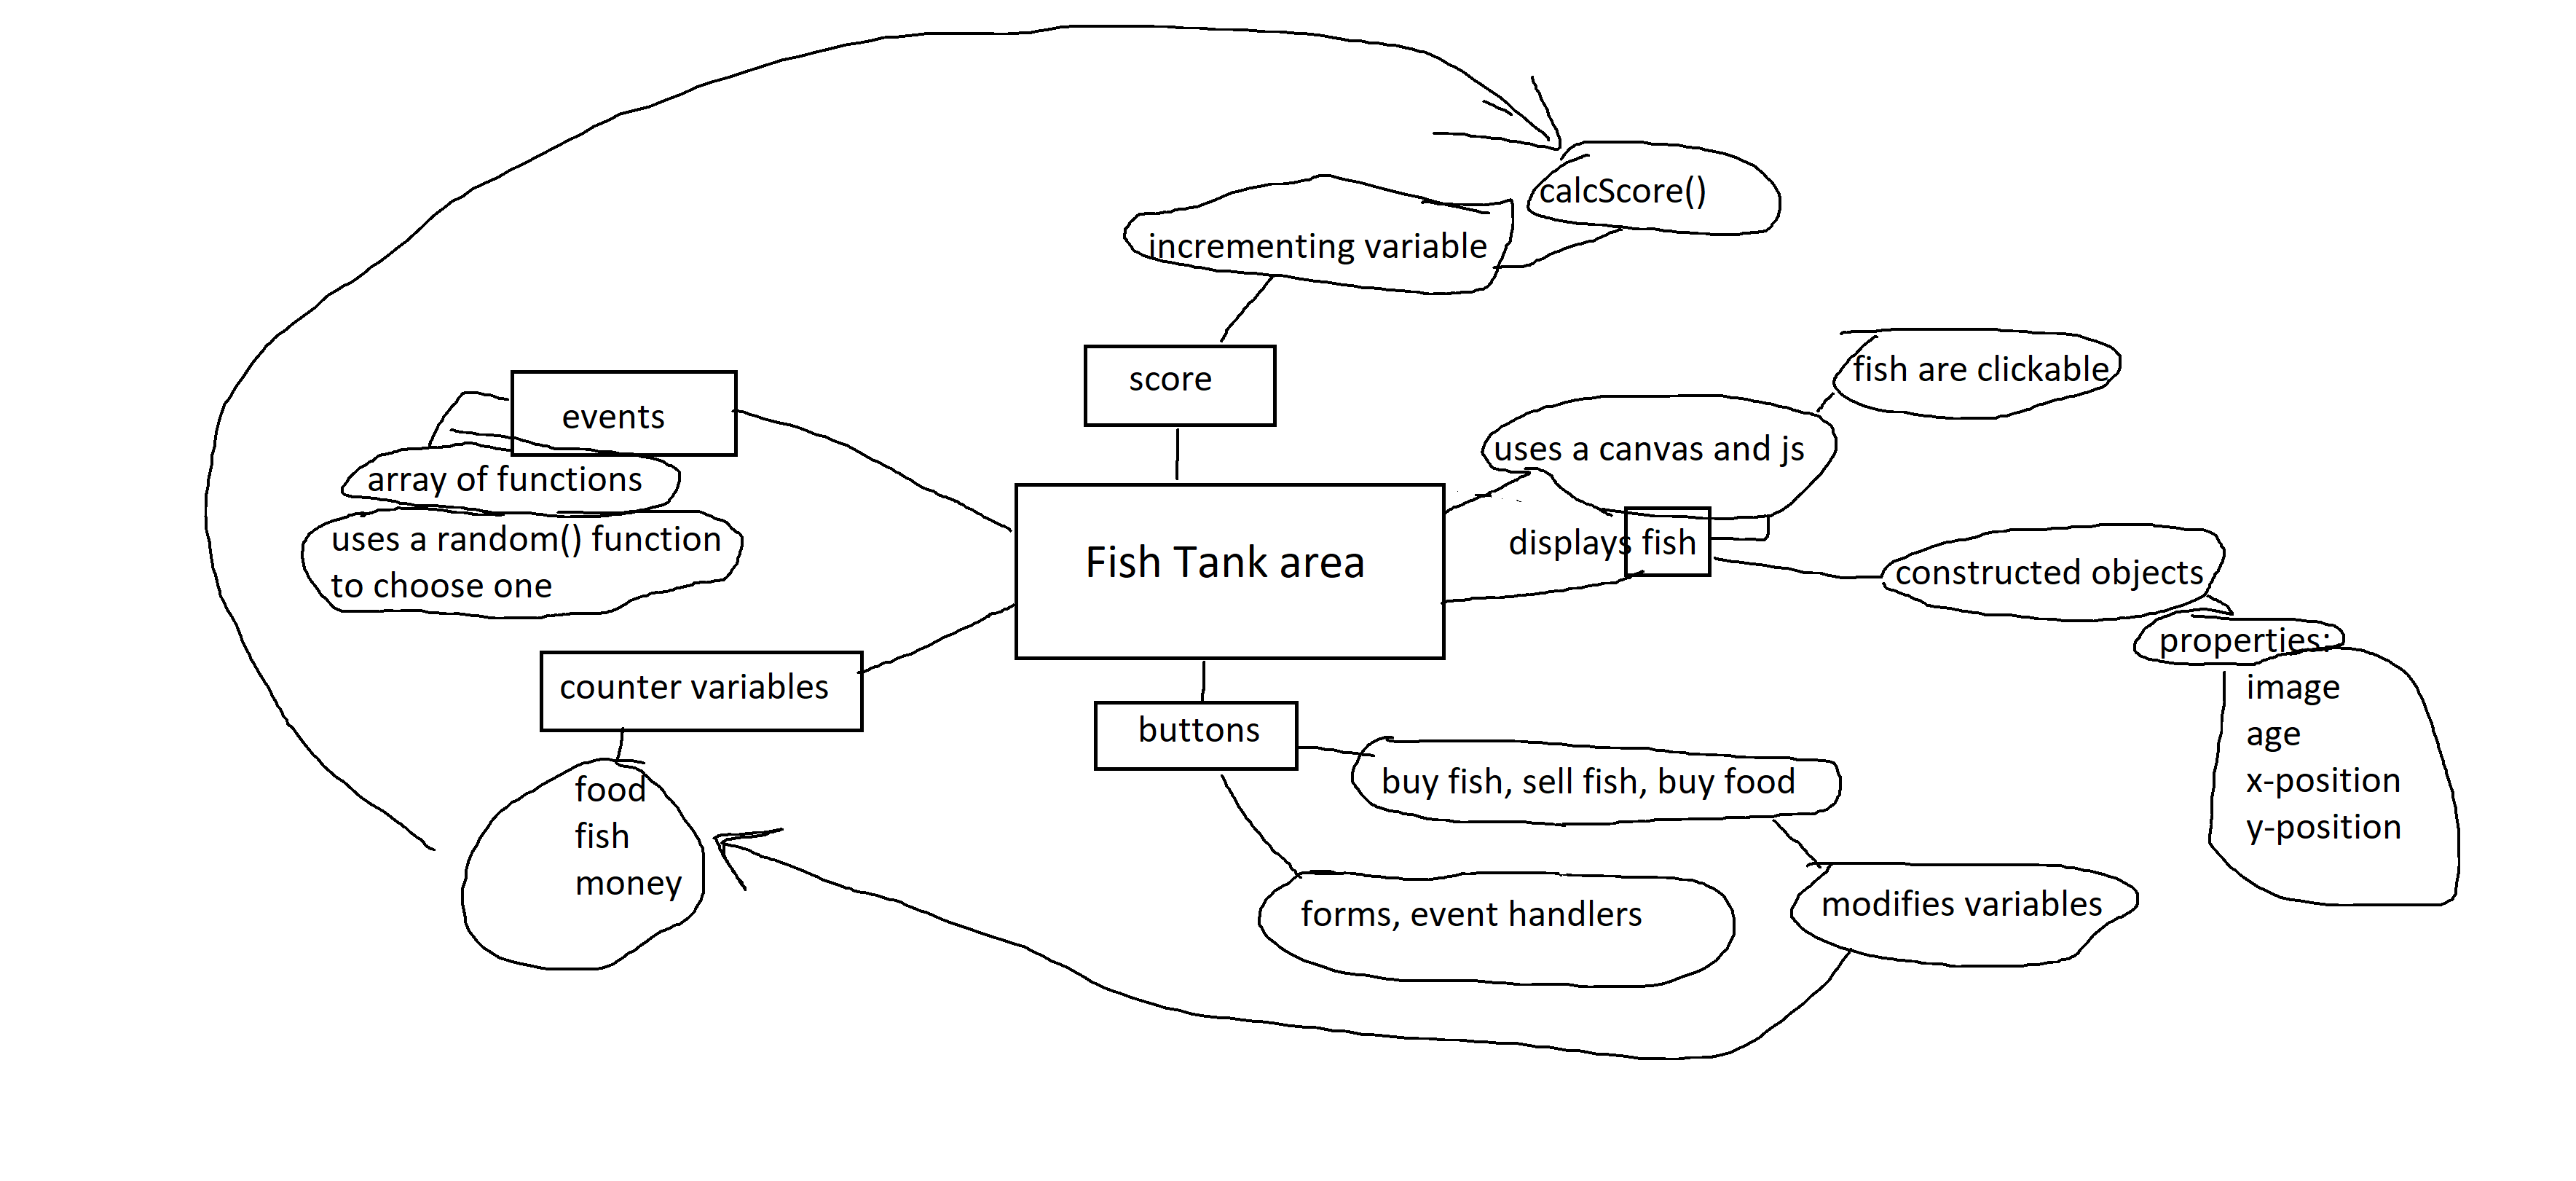 calcScore()
incrementing variable
score
fish are clickable
events
uses a canvas and js
array of functions
uses a random() function
to choose one
displays fish
Fish Tank area
constructed objects
properties:
image
age
x-position
y-position
counter variables
buttons
food
fish
money
buy fish, sell fish, buy food
forms, event handlers
modifies variables